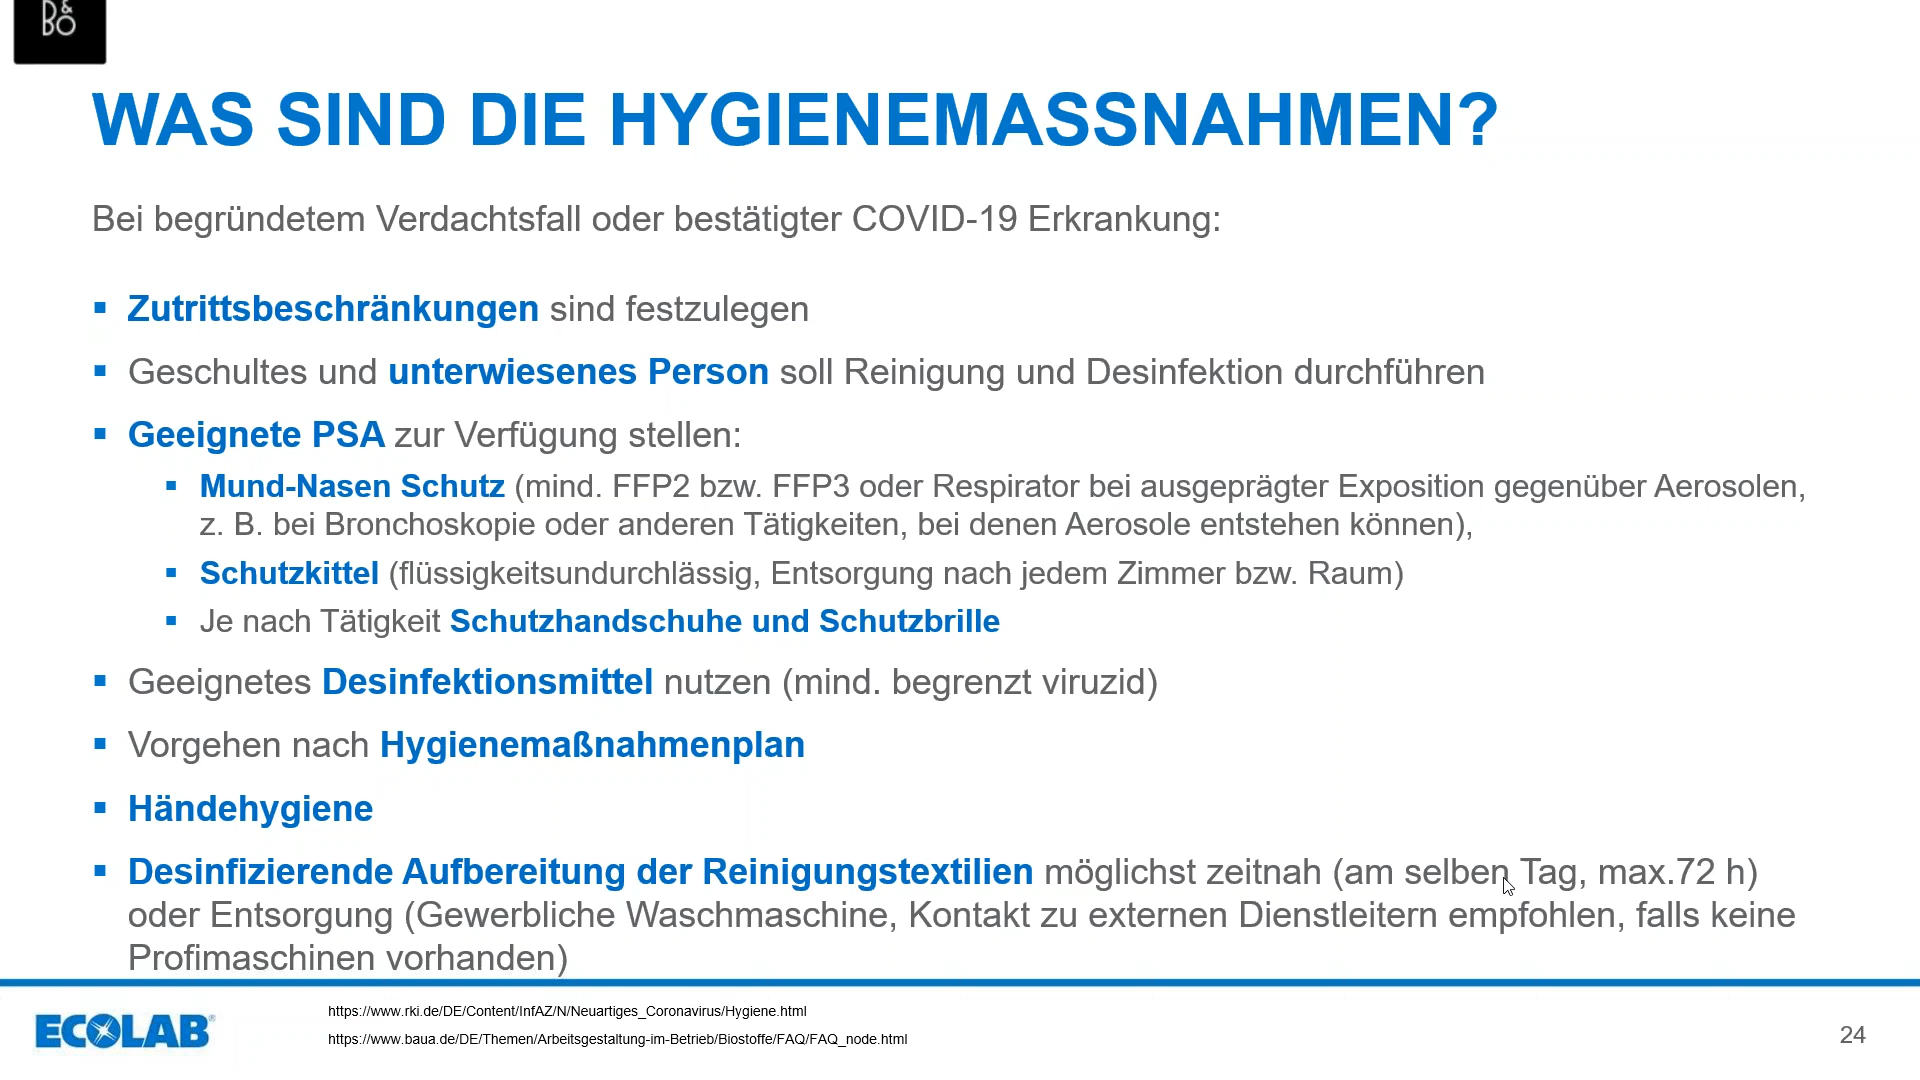 B&O
WAS SIND DIE HYGIENEMASSNAHMEN?
Bei begründetem Verdachtsfall oder bestätigter COVID-19 Erkrankung:
▪ Zutrittsbeschränkungen sind festzulegen
▪ Geschultes und unterwiesenes Person soll Reinigung und Desinfektion durchführen
▪ Geeignete PSA zur Verfügung stellen:
▪ Mund-Nasen Schutz (mind. FFP2 bzw. FFP3 oder Respirator bei ausgeprägter Exposition gegenüber Aerosolen,
z. B. bei Bronchoskopie oder anderen Tätigkeiten, bei denen Aerosole entstehen können),
▪ Schutzkittel (flüssigkeitsundurchlässig, Entsorgung nach jedem Zimmer bzw. Raum)
▪ Je nach Tätigkeit Schutzhandschuhe und Schutzbrille
▪ Geeignetes Desinfektionsmittel nutzen (mind. begrenzt viruzid)
▪ Vorgehen nach Hygienemaßnahmenplan
▪ Händehygiene
▪ Desinfizierende Aufbereitung der Reinigungstextilien möglichst zeitnah (am selben Tag, max.72 h)
oder Entsorgung (Gewerbliche Waschmaschine, Kontakt zu externen Dienstleitern empfohlen, falls keine
Profimaschinen vorhanden)
ECOLAB®
https://www.rki.de/DE/Content/InfAZ/N/Neuartiges_Coronavirus/Hygiene.html
https://www.baua.de/DE/Themen/Arbeitsgestaltung-im-Betrieb/Biostoffe/FAQ/FAQ_node.html
24